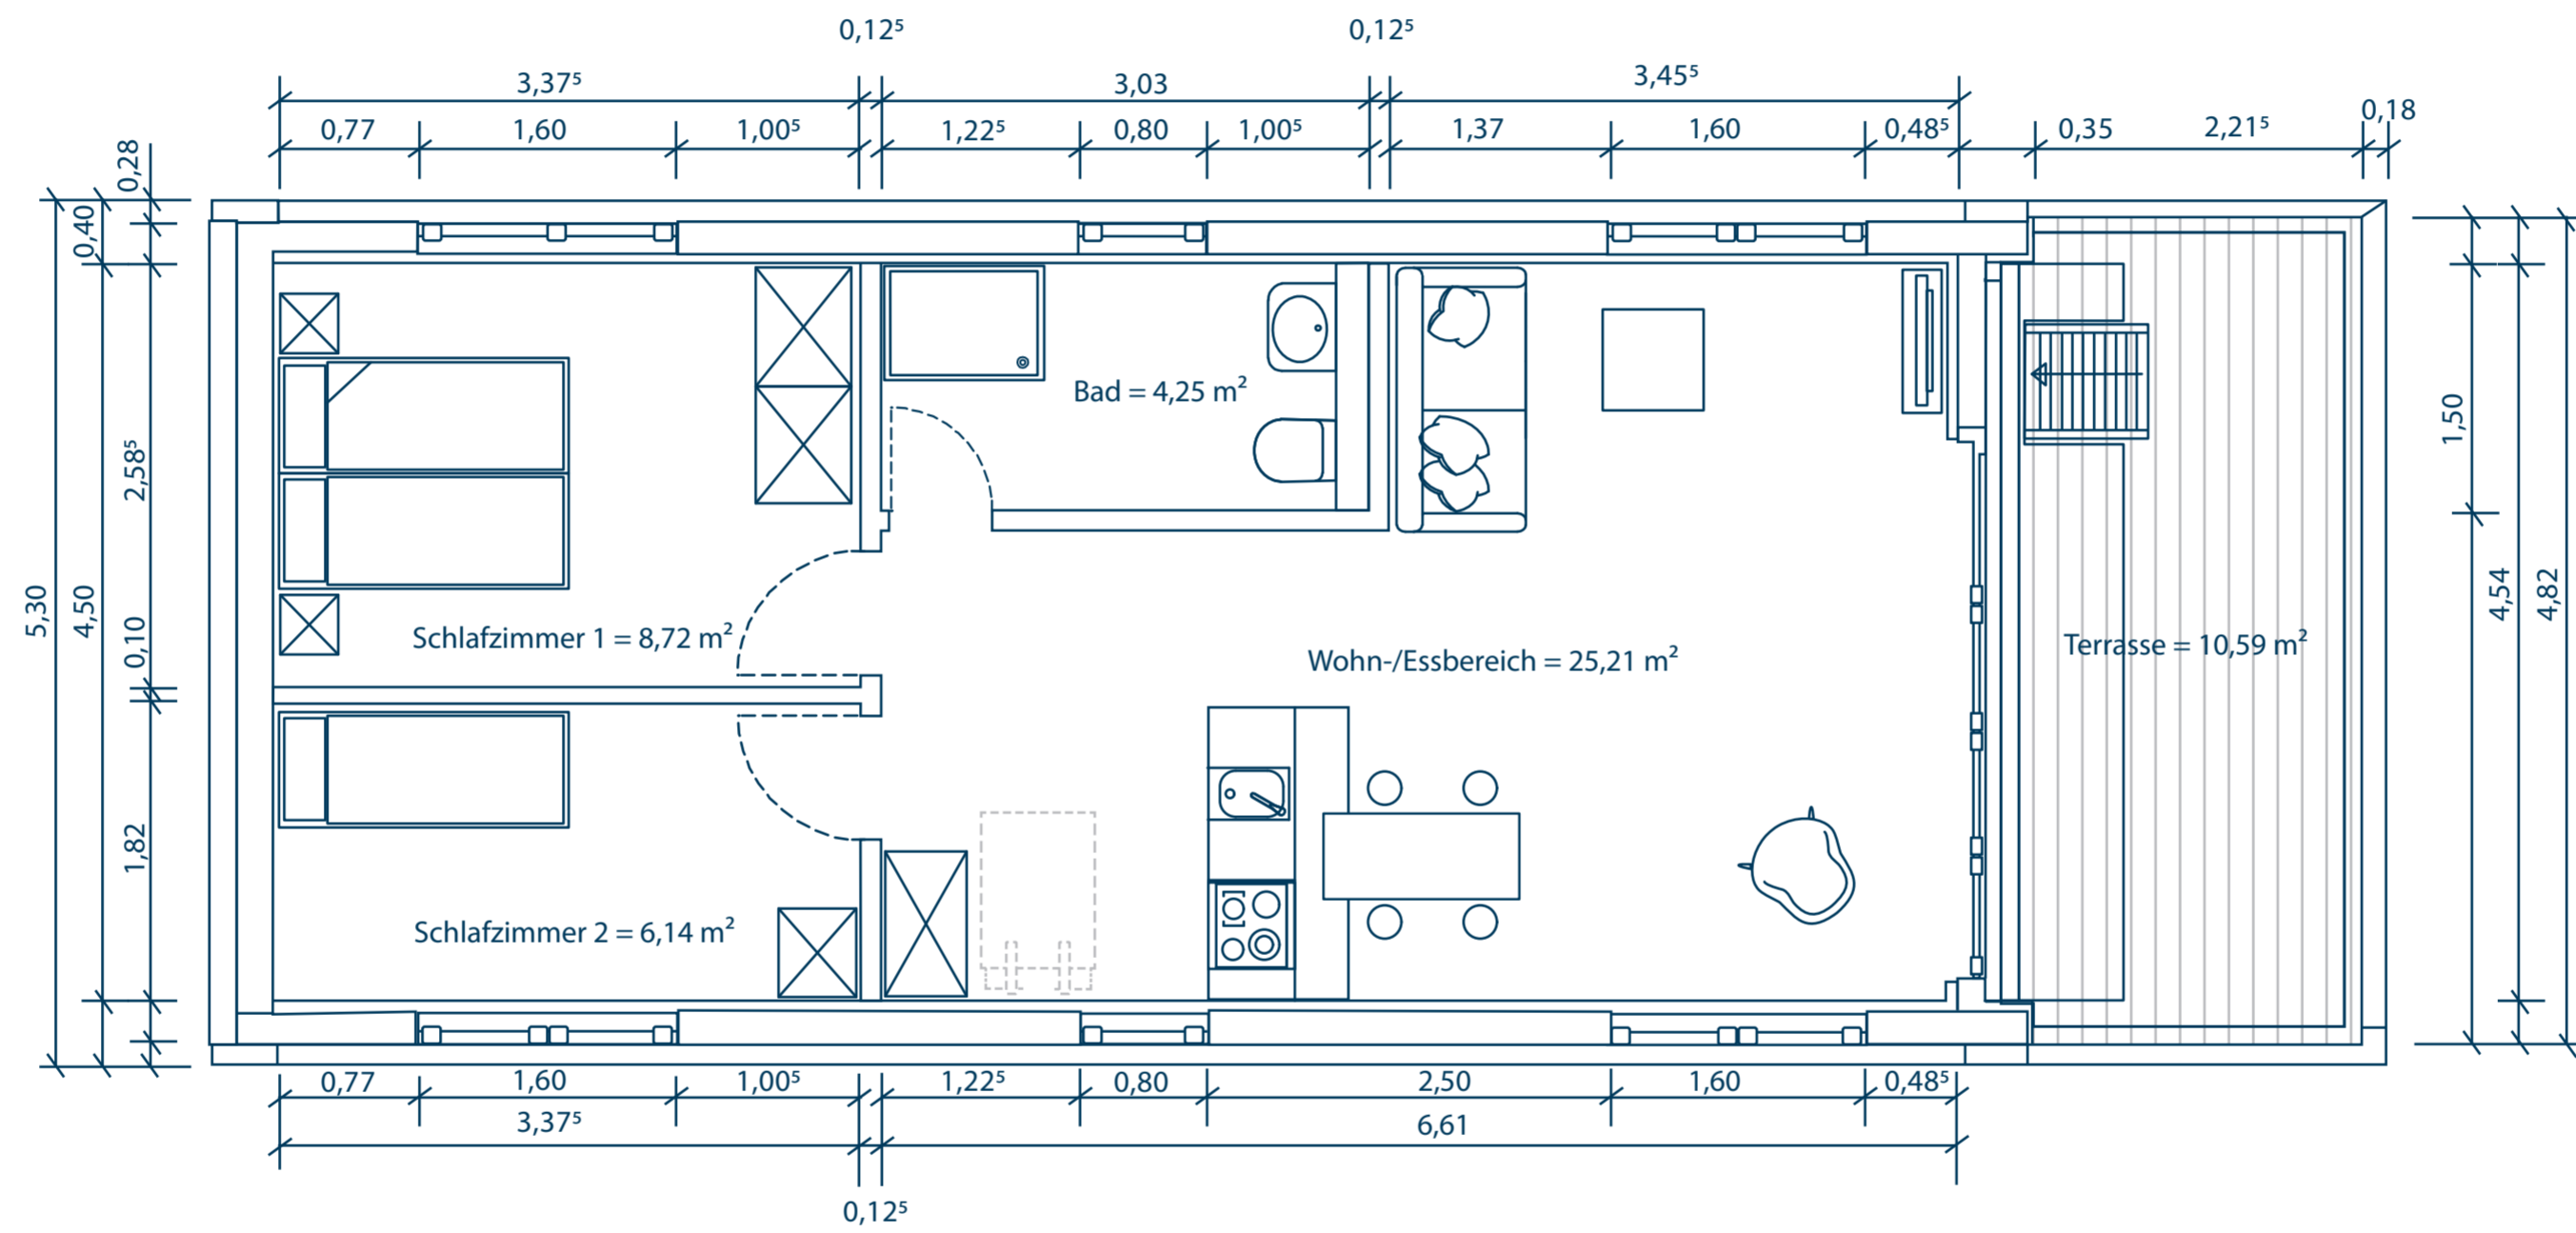 0,12⁵ 0,12⁵
3,37⁵ 3,03 3,45⁵
0,18
0,77 1,60 1,00⁵ 1,22⁵ 0,80 1,00⁵ 1,37 1,60 0,48⁵ 0,35 2,21⁵
0,28
0,40
2,58⁵
0,10
1,82
4,50
5,30
Bad = 4,25 m²
Schlafzimmer 1 = 8,72 m²
Wohn-/Essbereich = 25,21 m²
Terrasse = 10,59 m²
Schlafzimmer 2 = 6,14 m²
1,50
4,54
4,82
0,77 1,60 1,00⁵ 1,22⁵ 0,80 2,50 1,60 0,48⁵
3,37⁵ 6,61
0,12⁵